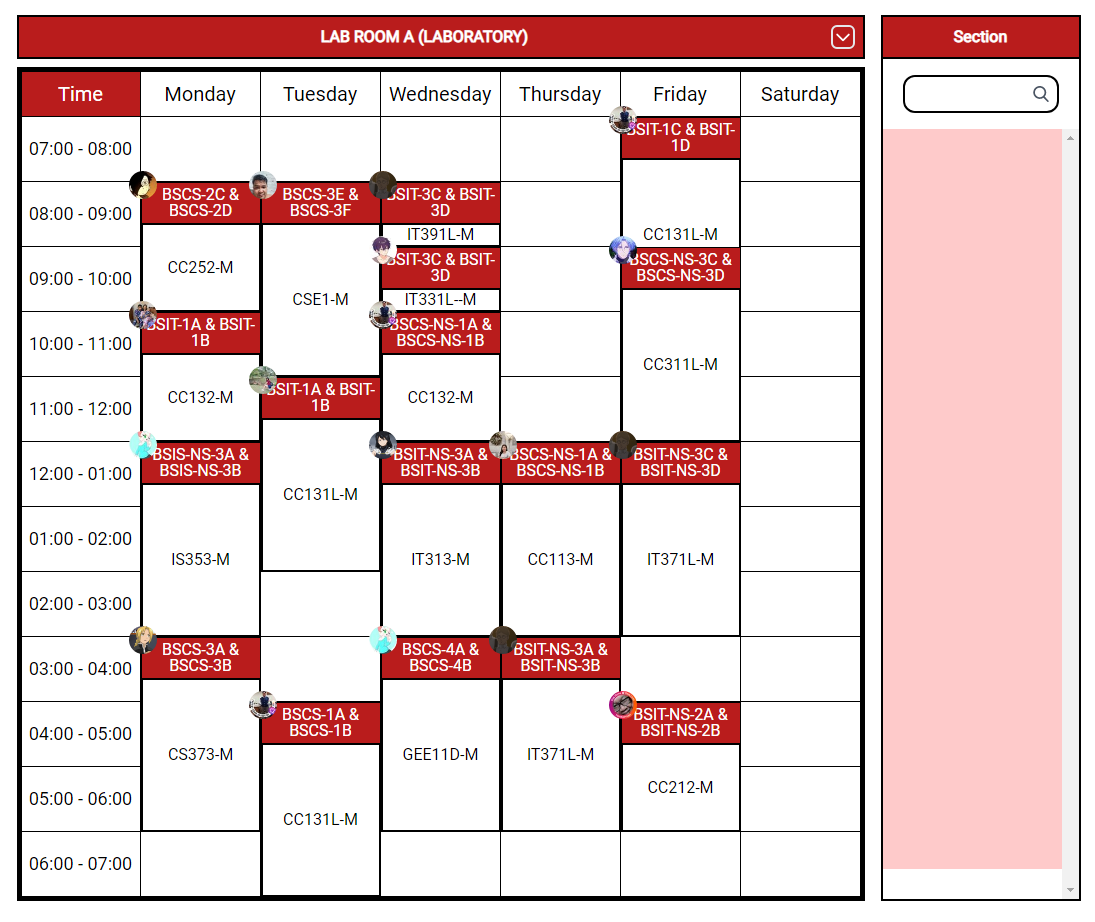 LAB ROOM A (LABORATORY)
Section
Time
Monday
Tuesday
Wednesday
Thursday
Friday
Saturday
07:00 - 08:00
BSIT-1C & BSIT-
1D
CC131L-M
08:00 - 09:00
BSCS-2C &
BSCS-2D
CC252-M
BSCS-3E &
BSCS-3F
CSE1-M
BSIT-3C & BSIT-
3D
IT391L-M
09:00 - 10:00
BSIT-3C & BSIT-
3D
IT331L--M
BSCS-NS-3C &
BSCS-NS-3D
CC311L-M
10:00 - 11:00
BSIT-1A & BSIT-
1B
CC132-M
BSCS-NS-1A &
BSCS-NS-1B
CC132-M
11:00 - 12:00
BSIT-1A & BSIT-
1B
CC131L-M
12:00 - 01:00
BSIS-NS-3A &
BSIS-NS-3B
IS353-M
BSIT-NS-3A &
BSIT-NS-3B
IT313-M
BSCS-NS-1A &
BSCS-NS-1B
CC113-M
BSIT-NS-3C &
BSIT-NS-3D
IT371L-M
01:00 - 02:00
02:00 - 03:00
03:00 - 04:00
BSCS-3A &
BSCS-3B
CS373-M
BSCS-4A &
BSCS-4B
GEE11D-M
BSIT-NS-3A &
BSIT-NS-3B
IT371L-M
04:00 - 05:00
BSCS-1A &
BSCS-1B
CC131L-M
BSIT-NS-2A &
BSIT-NS-2B
CC212-M
05:00 - 06:00
06:00 - 07:00